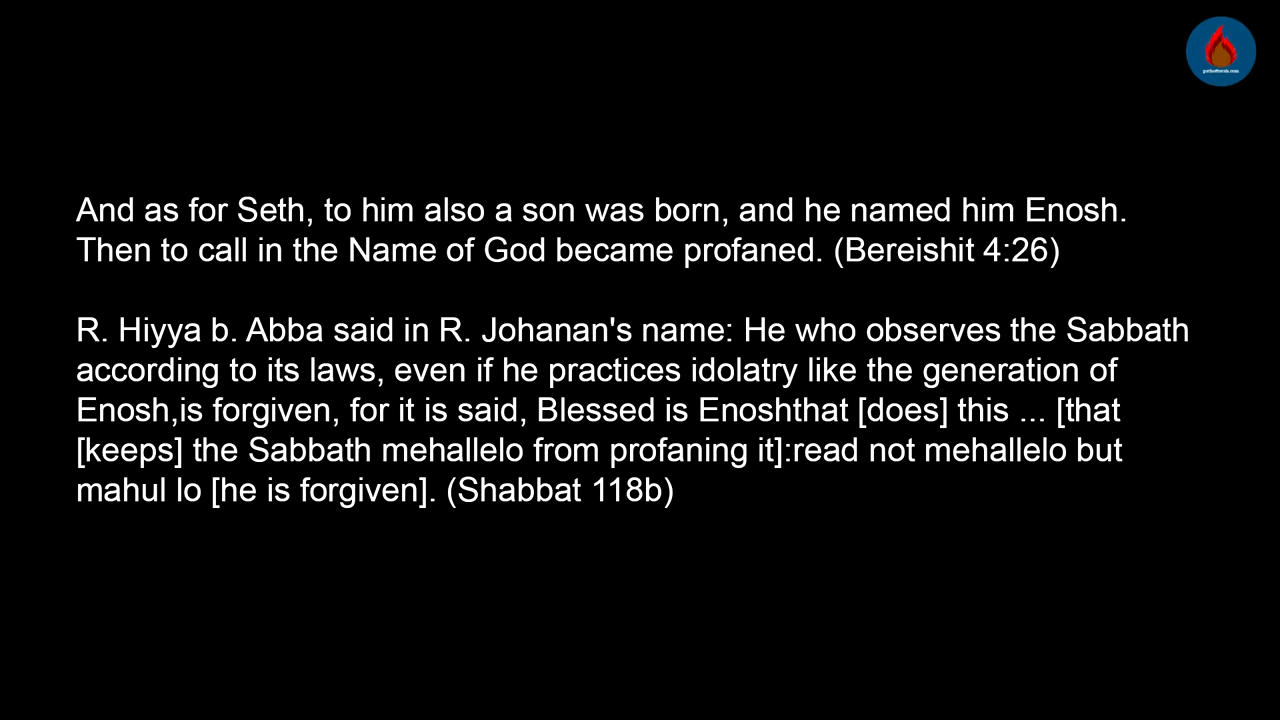 And as for Seth, to him also a son was born, and he named him Enosh.
Then to call in the Name of God became profaned. (Bereishit 4:26)
R. Hiyya b. Abba said in R. Johanan's name: He who observes the Sabbath
according to its laws, even if he practices idolatry like the generation of
Enosh,is forgiven, for it is said, Blessed is Enoshthat [does] this ... [that
[keeps] the Sabbath mehallelo from profaning it]:read not mehallelo but
mahul lo [he is forgiven]. (Shabbat 118b)